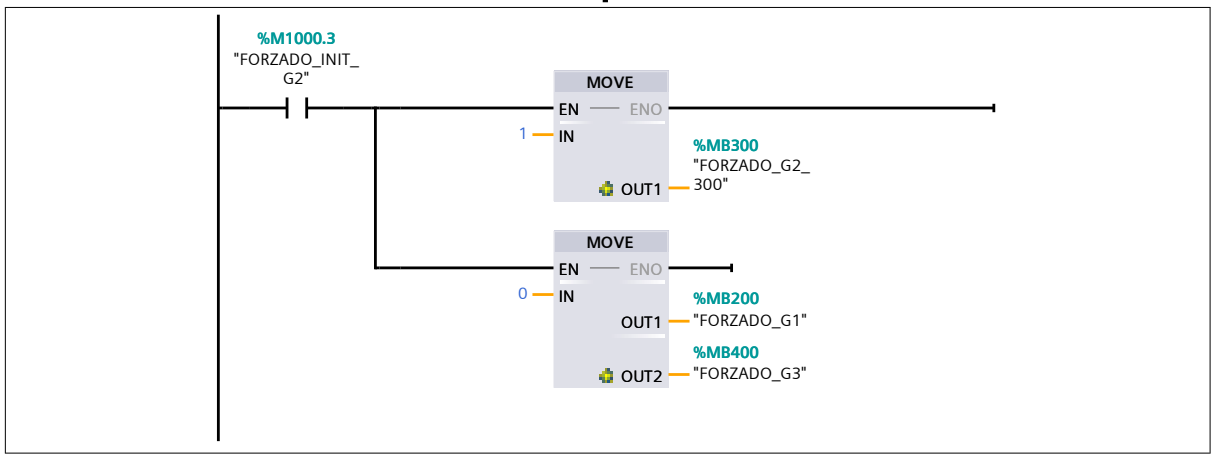 %M1000.3
"FORZADO_INIT_
G2"
MOVE
EN
ENO
1
IN
%MB300
"FORZADO_G2_
300"
OUT1
MOVE
EN
ENO
0
IN
%MB200
OUT1
"FORZADO_G1"
%MB400
OUT2
"FORZADO_G3"